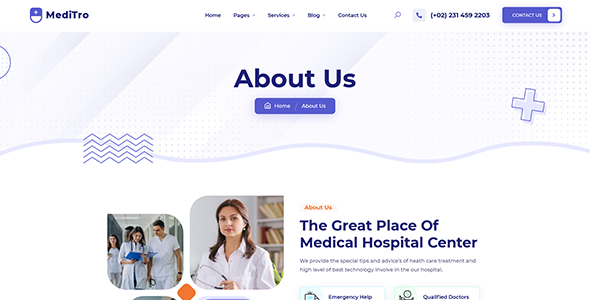 MediTro
Home Pages Services Blog Contact Us
(+02) 231 459 2203
CONTACT US
About Us
Home / About Us
About Us
The Great Place Of
Medical Hospital Center
We provide the special tips and advice's of heath care treatment and
high level of best technology involve in the our hospital.
Emergency Help
Qualified Doctors